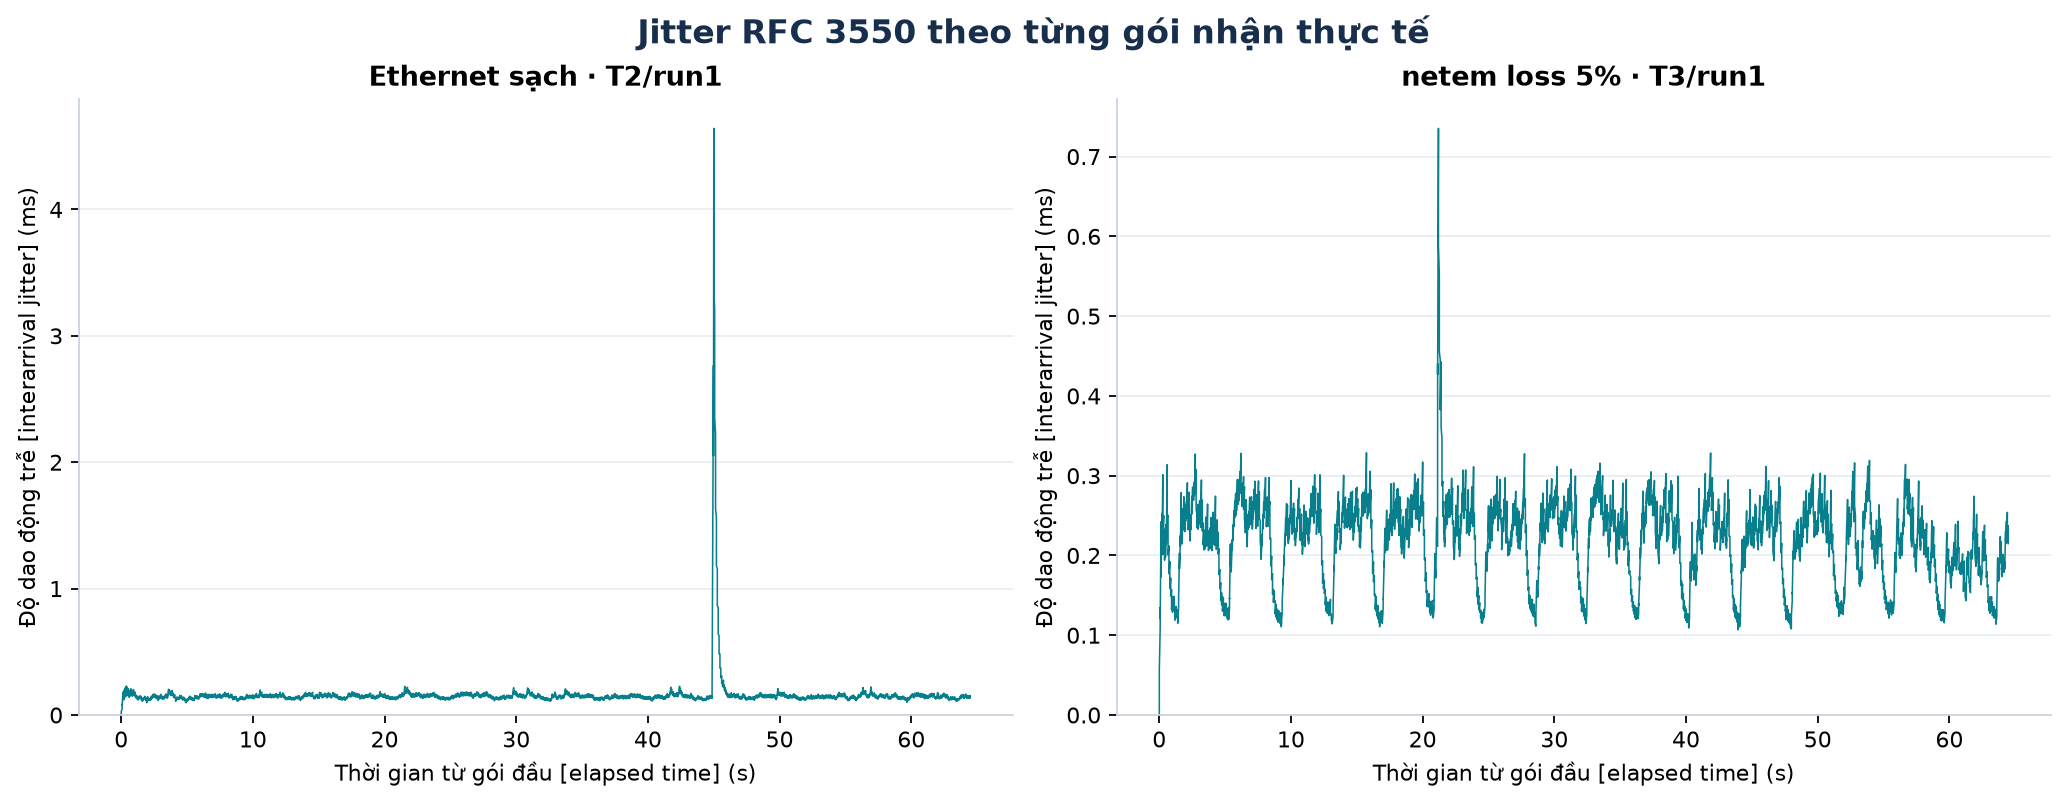 Jitter RFC 3550 theo từng gói nhận thực tế
Ethernet sạch · T2/run1
Độ dao động trễ [interarrival jitter] (ms)
4
3
2
1
0
0 10 20 30 40 50 60
Thời gian từ gói đầu [elapsed time] (s)
netem loss 5% · T3/run1
Độ dao động trễ [interarrival jitter] (ms)
0.7
0.6
0.5
0.4
0.3
0.2
0.1
0.0
0 10 20 30 40 50 60
Thời gian từ gói đầu [elapsed time] (s)